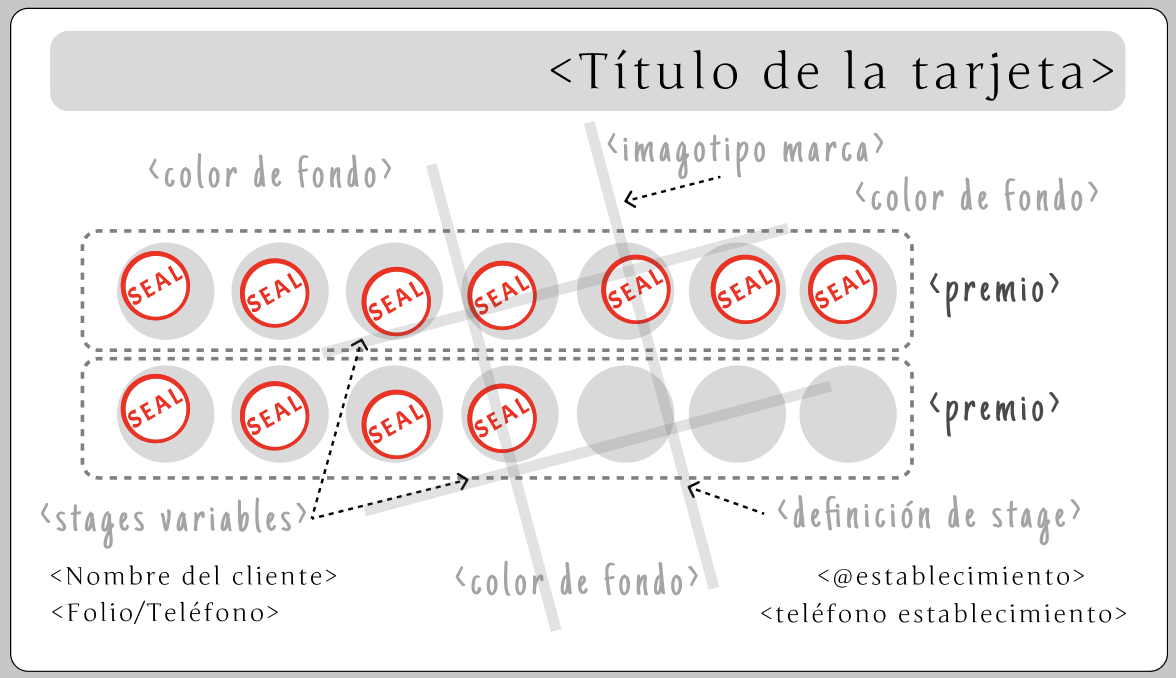 <Título de la tarjeta>
<imagotipo marca>
<color de fondo>
<color de fondo>
SEAL SEAL SEAL SEAL SEAL SEAL SEAL
<premio>
SEAL SEAL SEAL SEAL
<premio>
<stages variables>
<definición de stage>
<color de fondo>
<Nombre del cliente>
<Folio/Teléfono>
<@establecimiento>
<teléfono establecimiento>